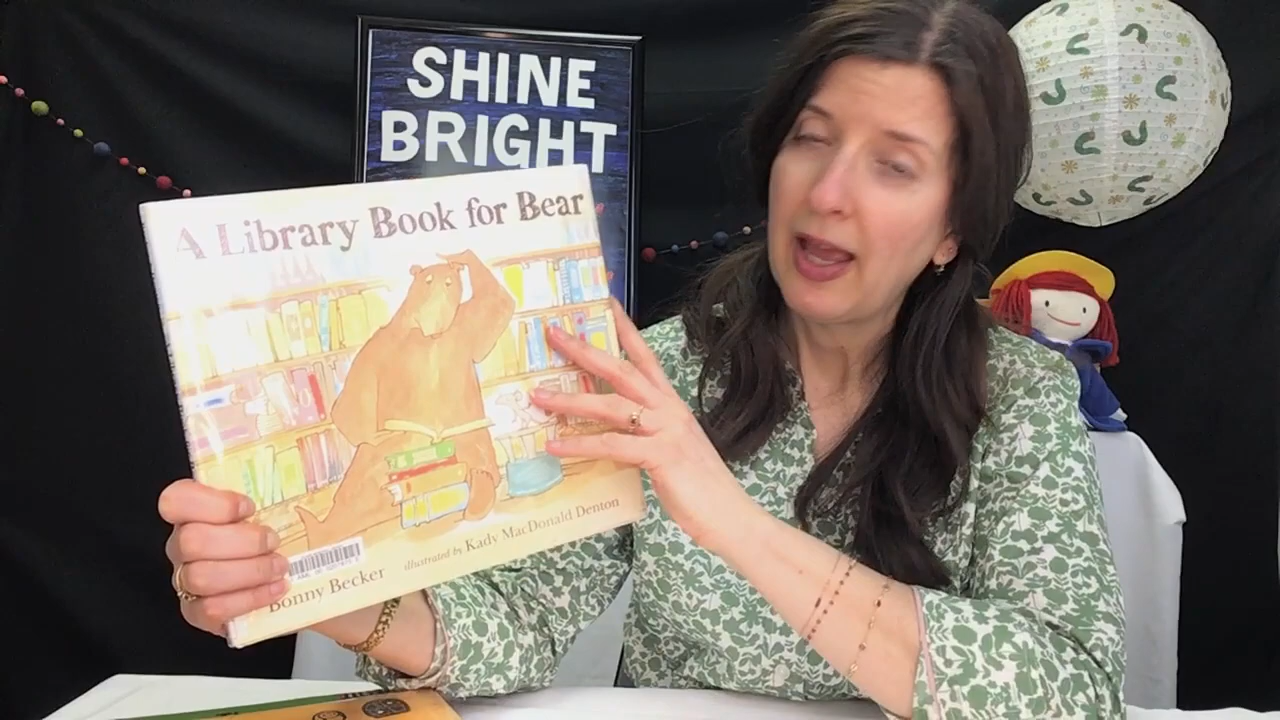 SHINE
BRIGHT
A Library Book for Bear
Bonny Becker
illustrated by Kady MacDonald Denton